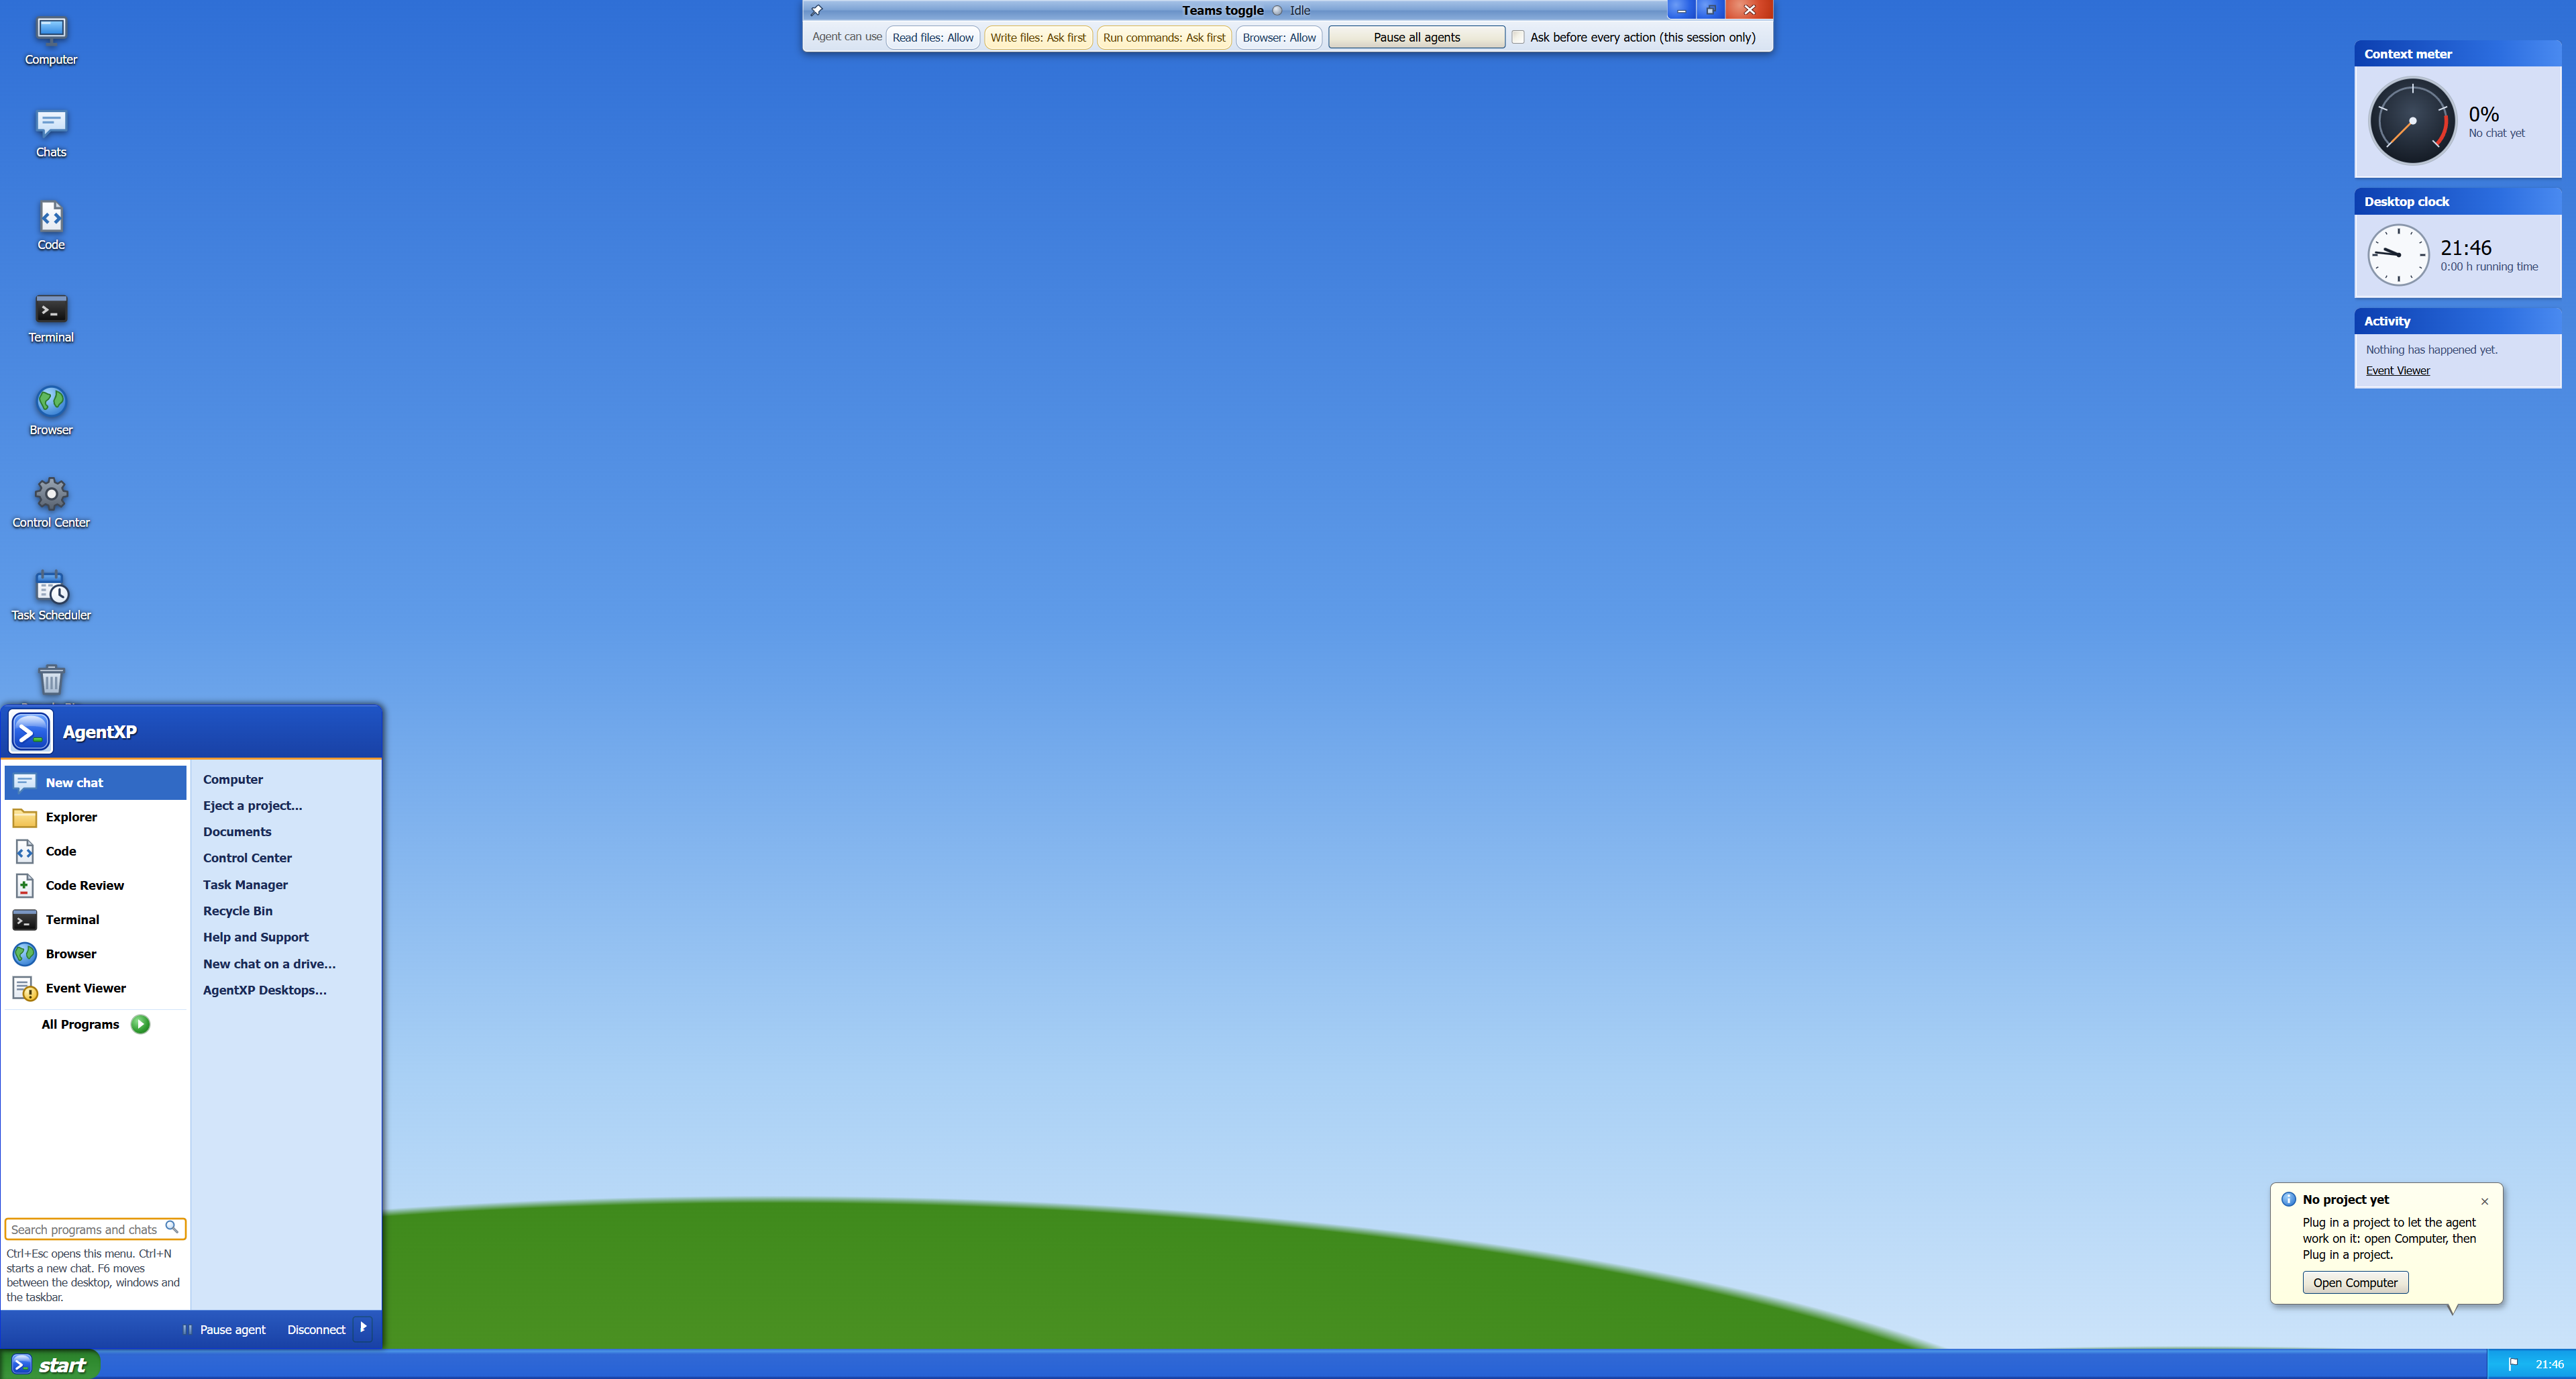 Computer
Chats
Code
Terminal
Browser
Control Center
Task Scheduler
Teams toggle Idle
Agent can use Read files: Allow Write files: Ask first Run commands: Ask first Browser: Allow Pause all agents Ask before every action (this session only)
Context meter
0%
No chat yet
Desktop clock
21:46
0:00 h running time
Activity
Nothing has happened yet.
Event Viewer
AgentXP
New chat
Explorer
Code
Code Review
Terminal
Browser
Event Viewer
All Programs
Search programs and chats
Ctrl+Esc opens this menu. Ctrl+N
starts a new chat. F6 moves
between the desktop, windows and
the taskbar.
Computer
Eject a project...
Documents
Control Center
Task Manager
Recycle Bin
Help and Support
New chat on a drive...
AgentXP Desktops...
Pause agent Disconnect
No project yet
Plug in a project to let the agent
work on it: open Computer, then
Plug in a project.
Open Computer
start
21:46